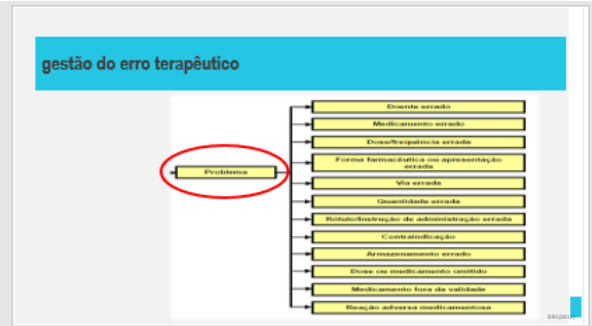 gestão do erro terapêutico
Doente errado
Medicamento errado
Dose/frequência errada
Forma farmacêutica ou apresentação
errada
Problema
Via errada
Quantidade errada
Rótulo/Instrução de administração errada
Contraindicação
Armazenamento errado
Dose ou medicamento omitido
Medicamento fora da validade
Reação adversa medicamentosa